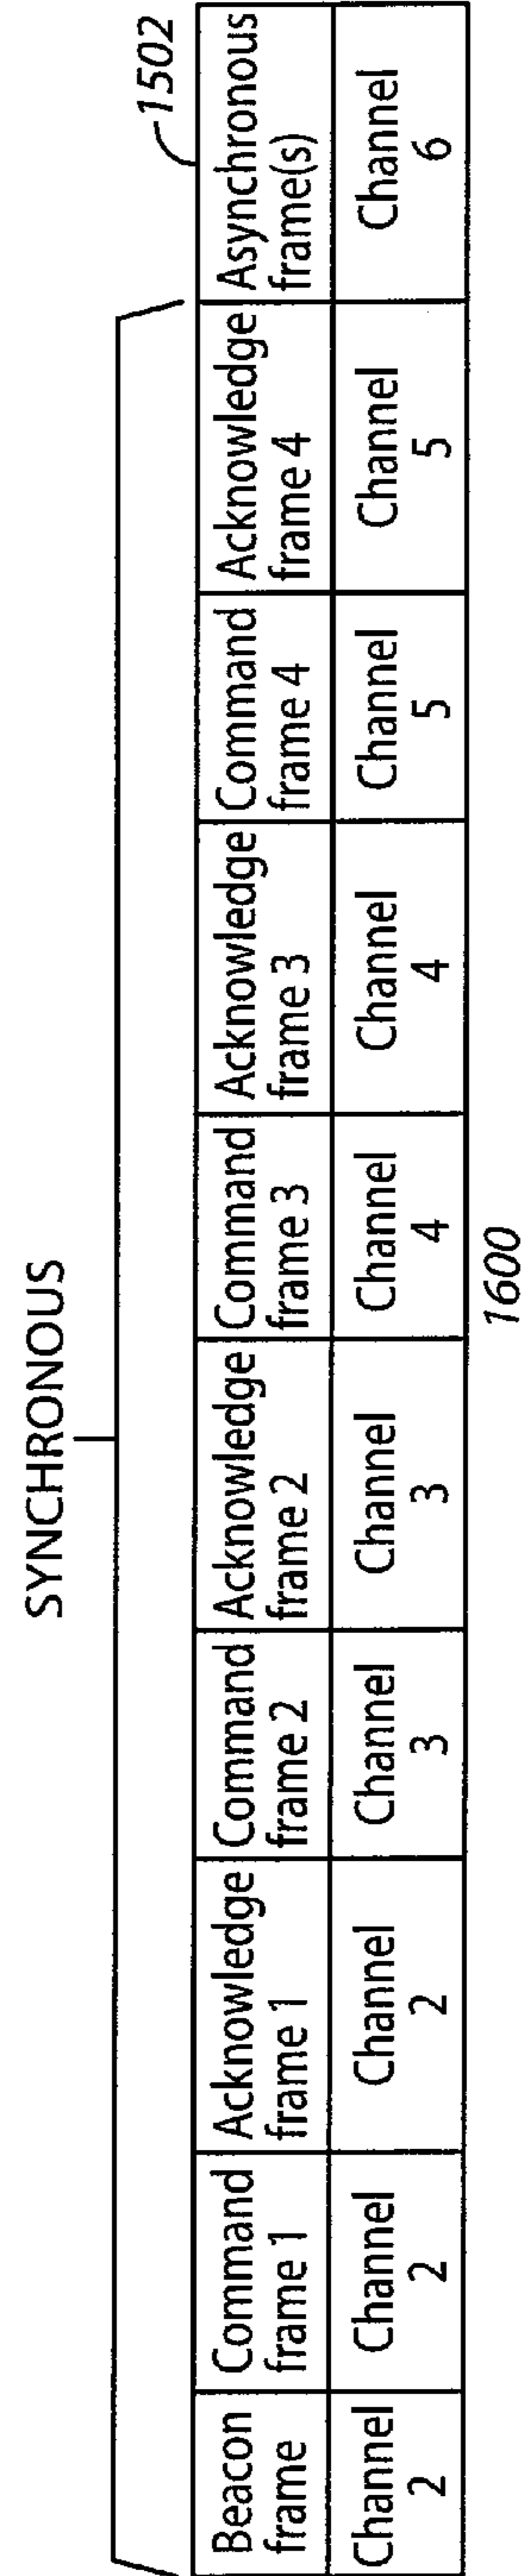 SYNCHRONOUS
1502
Beacon
frame
Command
frame 1
Acknowledge
frame 1
Command
frame 2
Acknowledge
frame 2
Command
frame 3
Acknowledge
frame 3
Command
frame 4
Acknowledge
frame 4
Asynchronous
frame(s)
Channel
2
Channel
2
Channel
2
Channel
3
Channel
3
Channel
4
Channel
4
Channel
5
Channel
5
Channel
6
1600